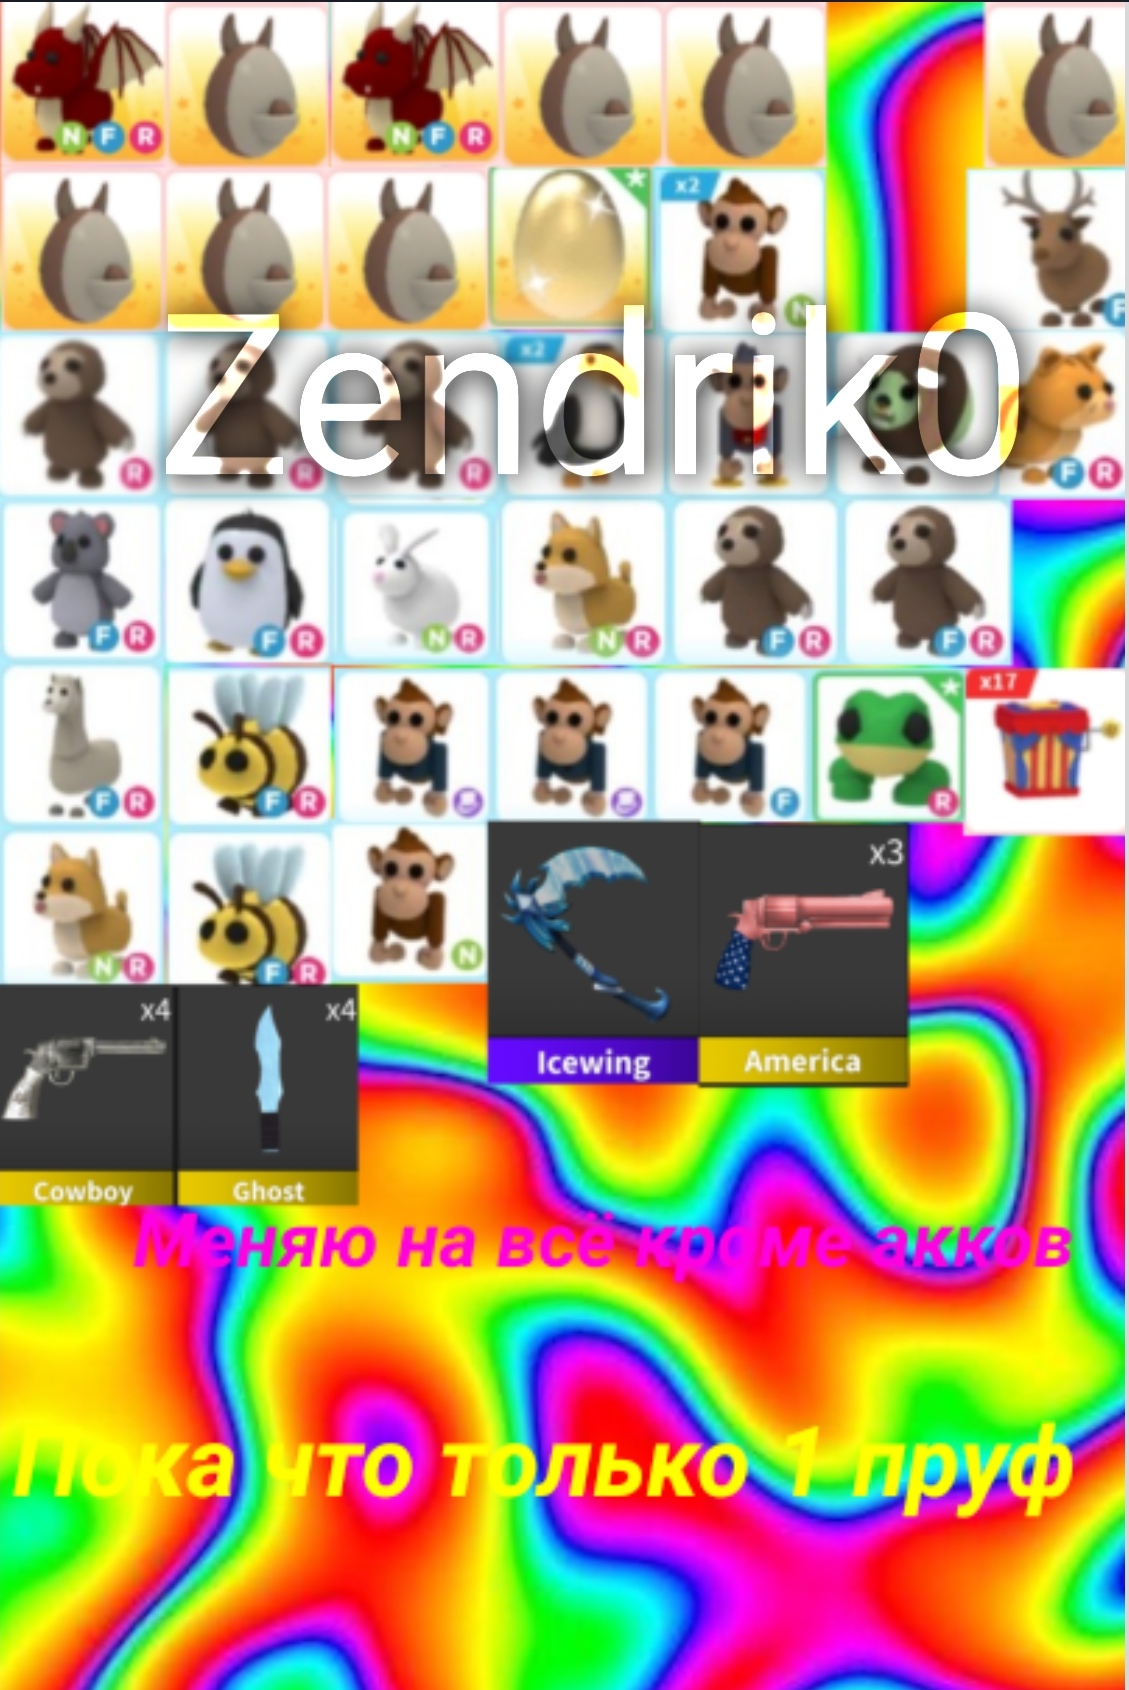 N F R
N F R
x2
N
F
Zendrik0
R
R
R
x2
F R
F R
F R
N R
N R
F R
F R
F R
F R
F
R
x17
N R
F R
N
x3
Icewing
America
x4
x4
Cowboy
Ghost
Меняю на всё кроме акков
Пока что только 1 пруф